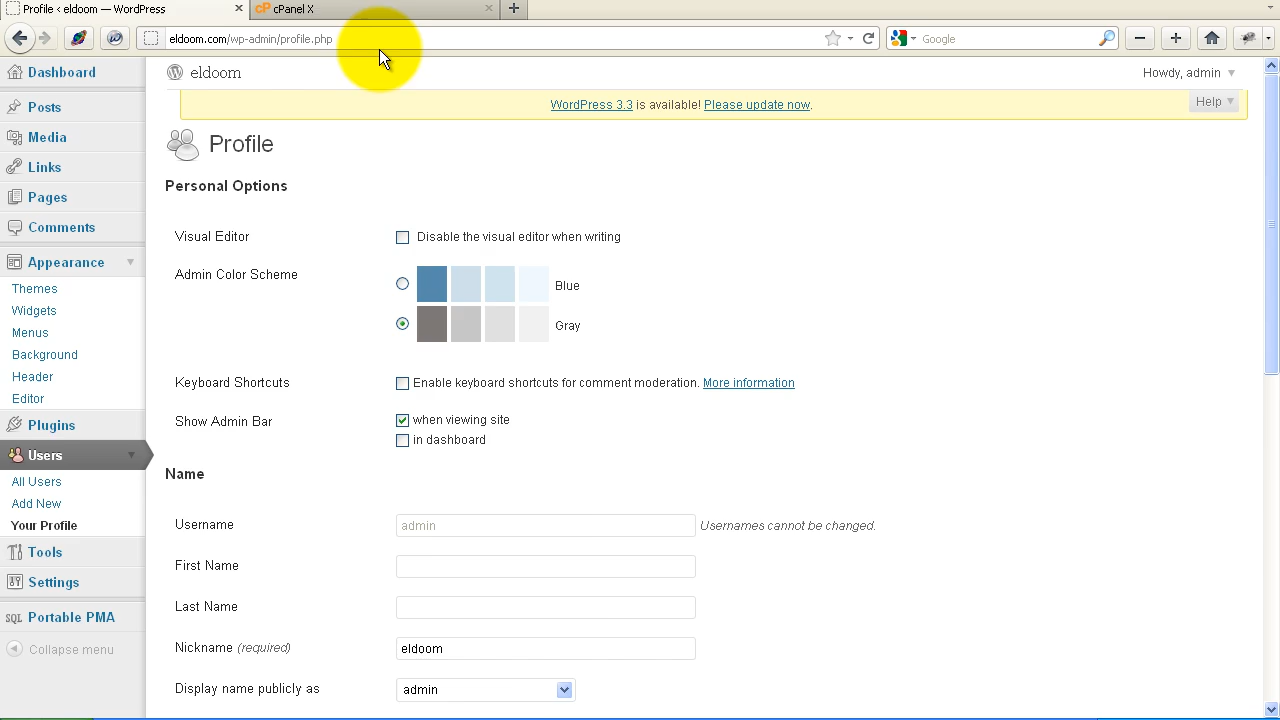 Profile ‹ eldoom — WordPress
cPanel X
eldoom.com/wp-admin/profile.php
Google
Dashboard
Posts
Media
Links
Pages
Comments
Appearance
Themes
Widgets
Menus
Background
Header
Editor
Plugins
Users
All Users
Add New
Your Profile
Tools
Settings
SQL Portable PMA
Collapse menu
eldoom
Howdy, admin
WordPress 3.3 is available! Please update now.
Help
Profile
Personal Options
Visual Editor
Disable the visual editor when writing
Admin Color Scheme
Blue
Gray
Keyboard Shortcuts
Enable keyboard shortcuts for comment moderation. More information
Show Admin Bar
when viewing site
in dashboard
Name
Username
admin
Usernames cannot be changed.
First Name
Last Name
Nickname (required)
eldoom
Display name publicly as
admin